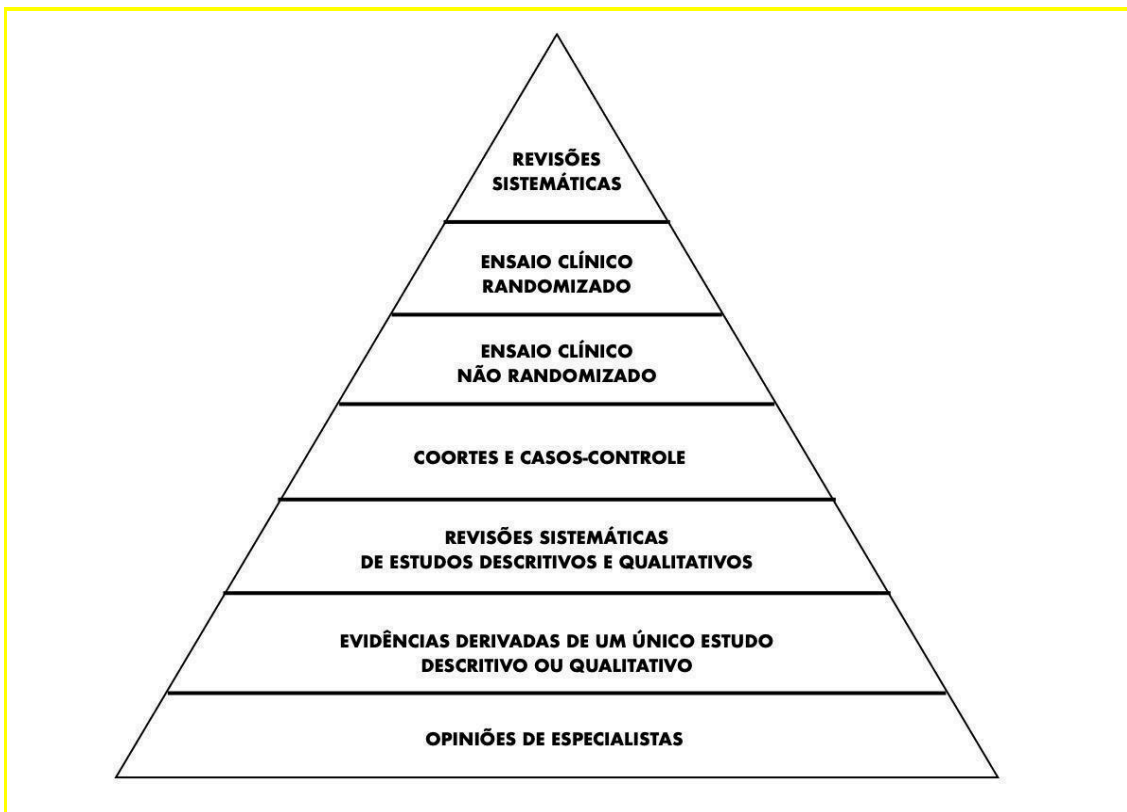 REVISÕES
SISTEMÁTICAS
ENSAIO CLÍNICO
RANDOMIZADO
ENSAIO CLÍNICO
NÃO RANDOMIZADO
COORTES E CASOS-CONTROLE
REVISÕES SISTEMÁTICAS
DE ESTUDOS DESCRITIVOS E QUALITATIVOS
EVIDÊNCIAS DERIVADAS DE UM ÚNICO ESTUDO
DESCRITIVO OU QUALITATIVO
OPINIÕES DE ESPECIALISTAS